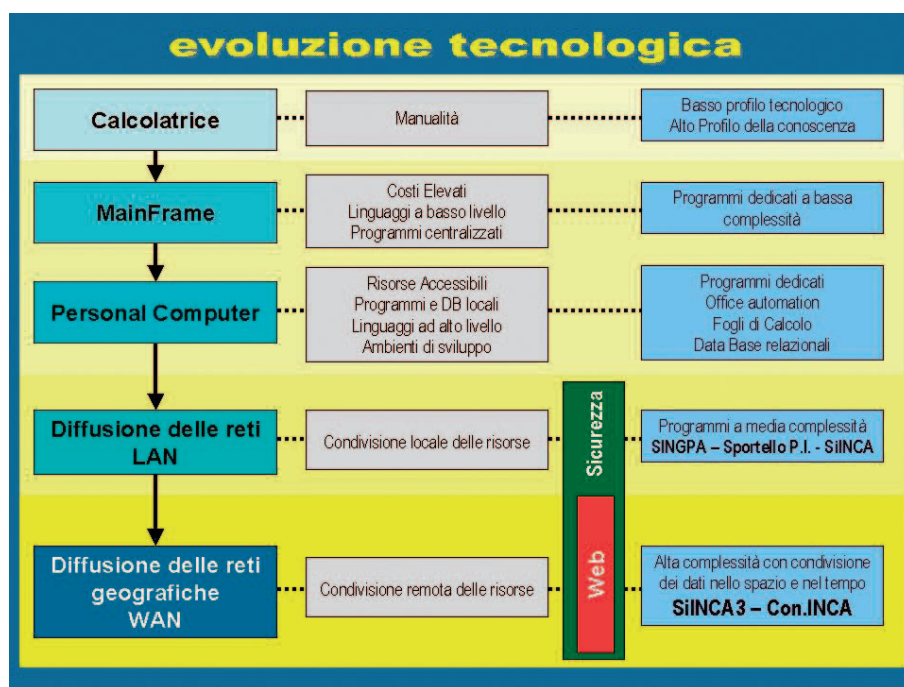 evoluzione tecnologica
Calcolatrice
Manualità
Basso profilo tecnologico
Alto Profilo della conoscenza
MainFrame
Costi Elevati
Linguaggi a basso livello
Programmi centralizzati
Programmi dedicati a bassa
complessità
Personal Computer
Risorse Accessibili
Programmi e DB locali
Linguaggi ad alto livello
Ambienti di sviluppo
Programmi dedicati
Office automation
Fogli di Calcolo
Data Base relazionali
Diffusione delle reti
LAN
Condivisione locale delle risorse
Sicurezza
Programmi a media complessità
SINGPA – Sportello P.I. - SiINCA
Diffusione delle reti
geografiche
WAN
Condivisione remota delle risorse
Web
Alta complessità con condivisione
dei dati nello spazio e nel tempo
SiINCA3 – Con.INCA